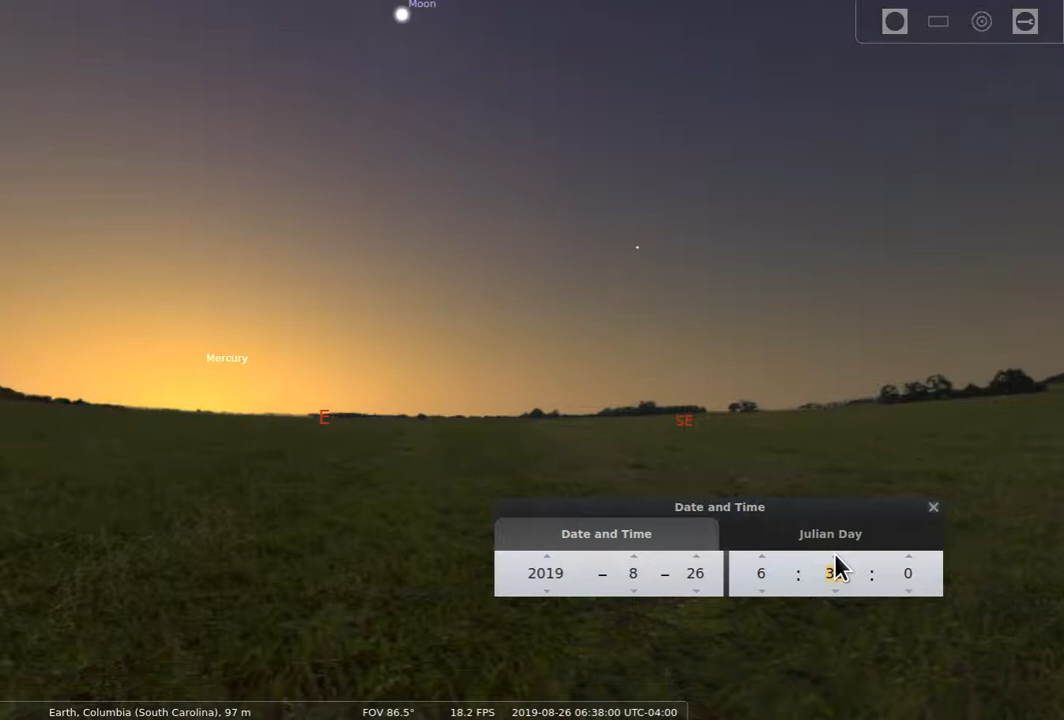 Moon
Mercury
E
SE
Date and Time
Date and Time Julian Day
2019 – 8 – 26 6 : : 0
Earth, Columbia (South Carolina), 97 m FOV 86.5° 18.2 FPS 2019-08-26 06:38:00 UTC-04:00